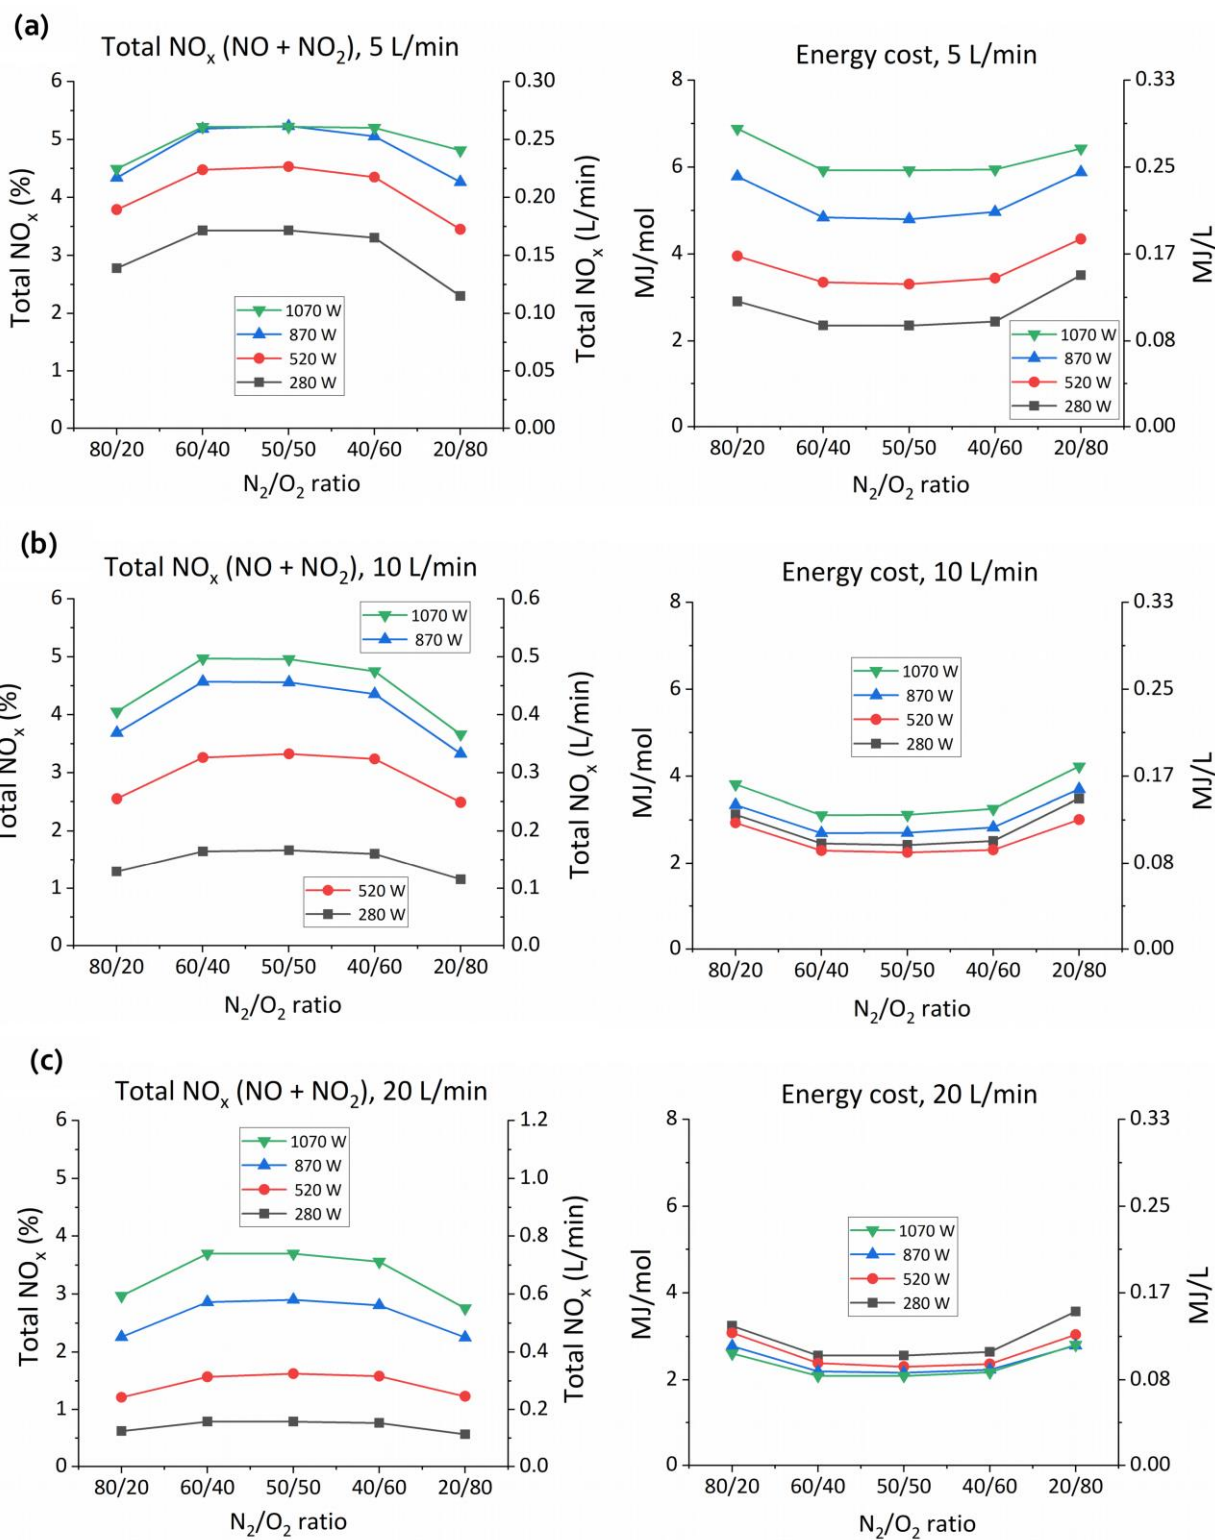 (a)
Total NOₓ (NO + NO₂), 5 L/min
6
5
4
3
2
1
0
Total NOₓ (%)
0.30
0.25
0.20
0.15
0.10
0.05
0.00
Total NOₓ (L/min)
1070 W
870 W
520 W
280 W
80/20 60/40 50/50 40/60 20/80
N₂/O₂ ratio
Energy cost, 5 L/min
8
6
4
2
0
MJ/mol
0.33
0.25
0.17
0.08
0.00
MJ/L
1070 W
870 W
520 W
280 W
80/20 60/40 50/50 40/60 20/80
N₂/O₂ ratio
(b)
Total NOₓ (NO + NO₂), 10 L/min
6
5
4
3
2
1
0
Total NOₓ (%)
0.6
0.5
0.4
0.3
0.2
0.1
0.0
Total NOₓ (L/min)
1070 W
870 W
520 W
280 W
80/20 60/40 50/50 40/60 20/80
N₂/O₂ ratio
Energy cost, 10 L/min
8
6
4
2
0
MJ/mol
0.33
0.25
0.17
0.08
0.00
MJ/L
1070 W
870 W
520 W
280 W
80/20 60/40 50/50 40/60 20/80
N₂/O₂ ratio
(c)
Total NOₓ (NO + NO₂), 20 L/min
6
5
4
3
2
1
0
Total NOₓ (%)
1.2
1.0
0.8
0.6
0.4
0.2
0.0
Total NOₓ (L/min)
1070 W
870 W
520 W
280 W
80/20 60/40 50/50 40/60 20/80
N₂/O₂ ratio
Energy cost, 20 L/min
8
6
4
2
0
MJ/mol
0.33
0.25
0.17
0.08
0.00
MJ/L
1070 W
870 W
520 W
280 W
80/20 60/40 50/50 40/60 20/80
N₂/O₂ ratio